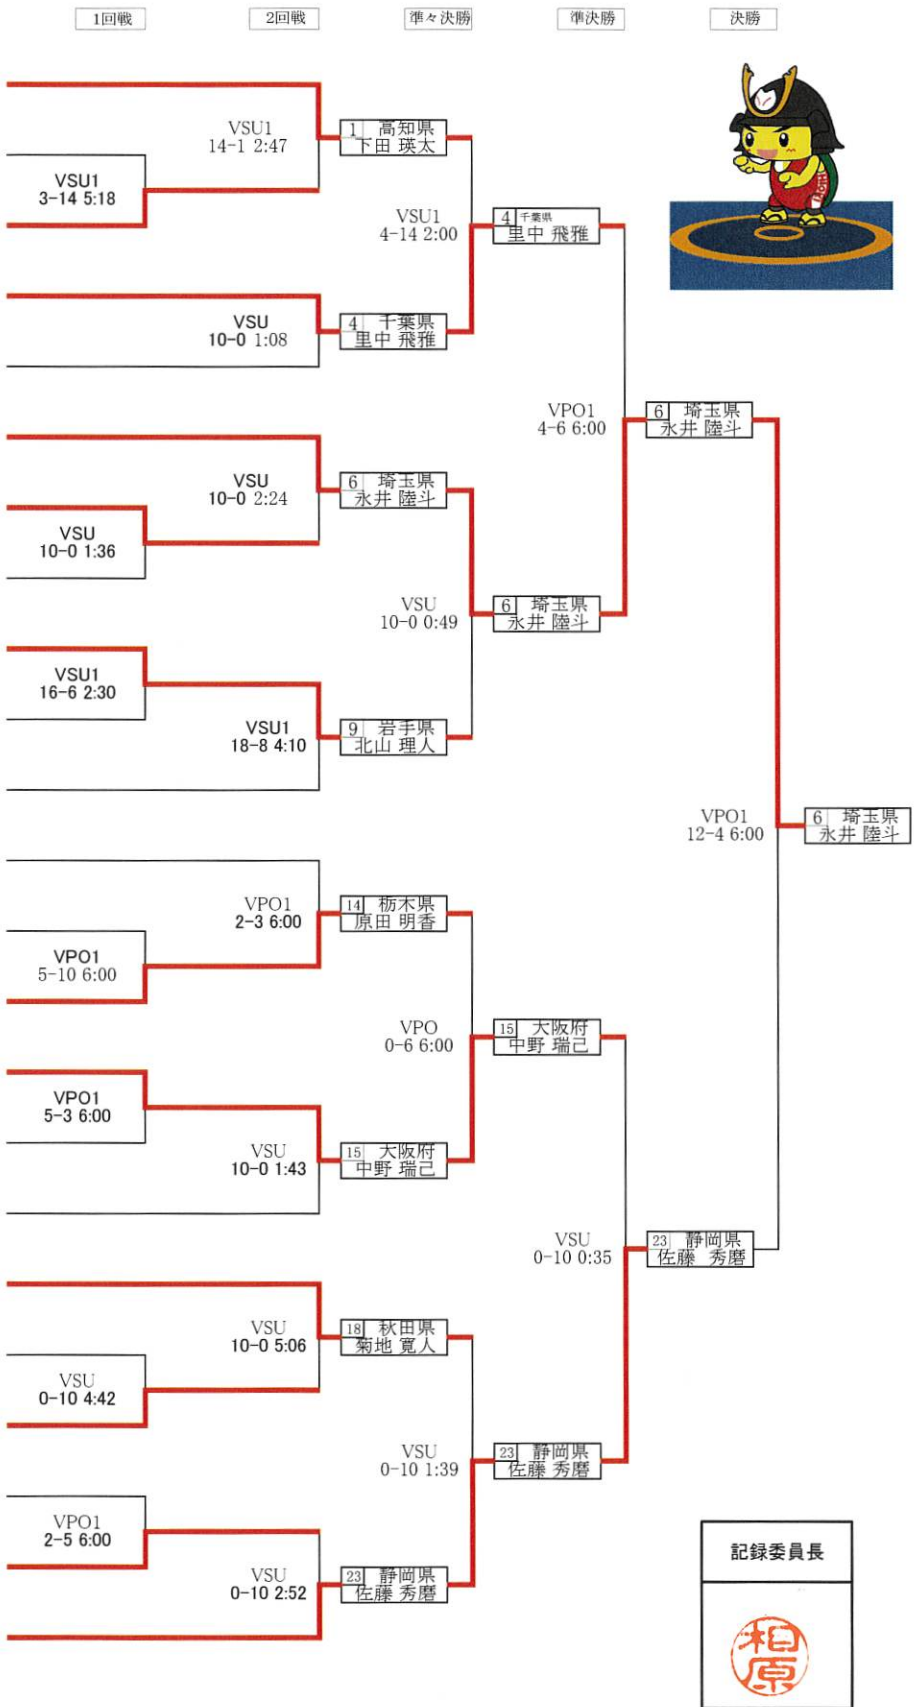 1回戦
2回戦
準々決勝
準決勝
決勝
VSU1
14-1 2:47
1 高知県
下田 瑛太
VSU1
3-14 5:18
VSU1
4-14 2:00
4 千葉県
里中 飛雅
VSU
10-0 1:08
4 千葉県
里中 飛雅
VPO1
4-6 6:00
6 埼玉県
永井 陸斗
VSU
10-0 2:24
6 埼玉県
永井 陸斗
VSU
10-0 1:36
VSU
10-0 0:49
6 埼玉県
永井 陸斗
VSU1
16-6 2:30
VSU1
18-8 4:10
9 岩手県
北山 理人
VPO1
12-4 6:00
6 埼玉県
永井 陸斗
VPO1
2-3 6:00
14 栃木県
原田 明香
VPO1
5-10 6:00
VPO
0-6 6:00
15 大阪府
中野 瑞己
VPO1
5-3 6:00
VSU
10-0 1:43
15 大阪府
中野 瑞己
VSU
0-10 0:35
23 静岡県
佐藤 秀磨
VSU
10-0 5:06
18 秋田県
菊地 寛人
VSU
0-10 4:42
VSU
0-10 1:39
23 静岡県
佐藤 秀磨
VPO1
2-5 6:00
VSU
0-10 2:52
23 静岡県
佐藤 秀磨
記録委員長
柏原